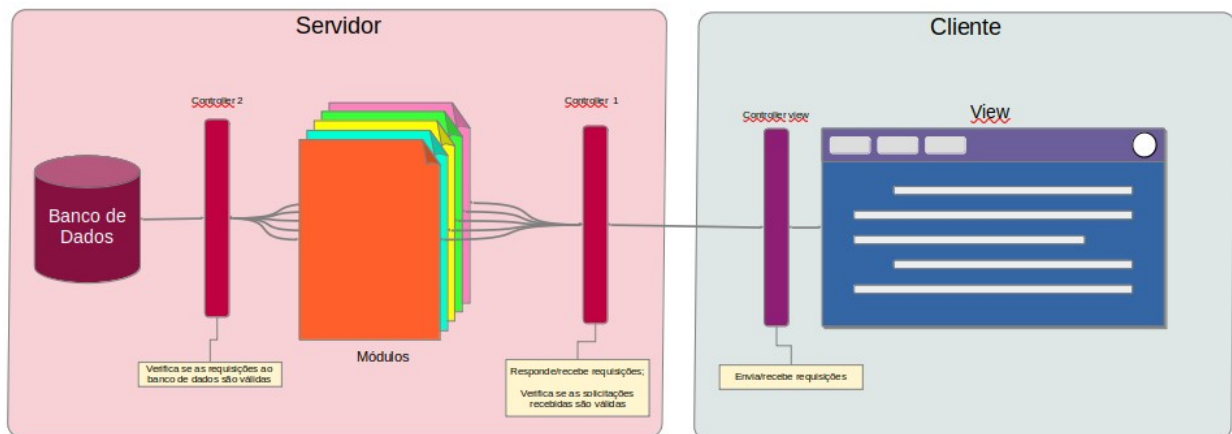 Servidor
Cliente
Controller 2
Controller 1
Controller view
View
Banco de
Dados
Módulos
Verifica se as requisições ao
banco de dados são válidas
Responde/recebe requisições;
Verifica se as solicitações
recebidas são válidas
Envia/recebe requisições